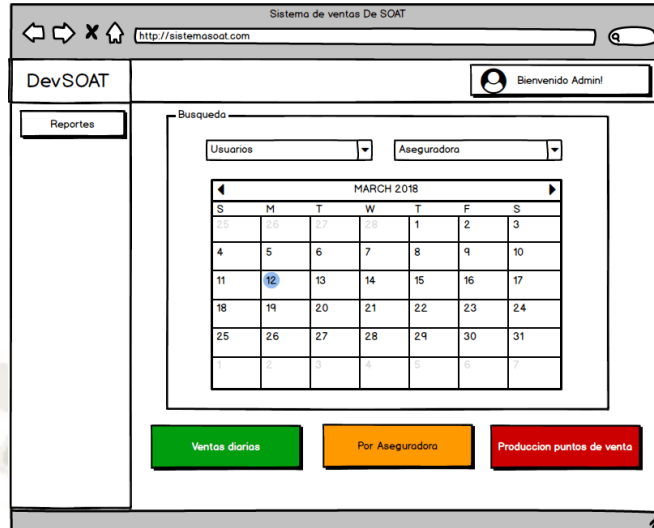 Sistema de ventas De SOAT
http://sistemasoat.com
DevSOAT
Bienvenido Admin!
Reportes
Busqueda
Usuarios
Aseguradora
MARCH 2018
S M T W T F S
25 26 27 28 1 2 3
4 5 6 7 8 9 10
11 12 13 14 15 16 17
18 19 20 21 22 23 24
25 26 27 28 29 30 31
1 2 3 4 5 6 7
Ventas diarias
Por Aseguradora
Produccion puntos de venta